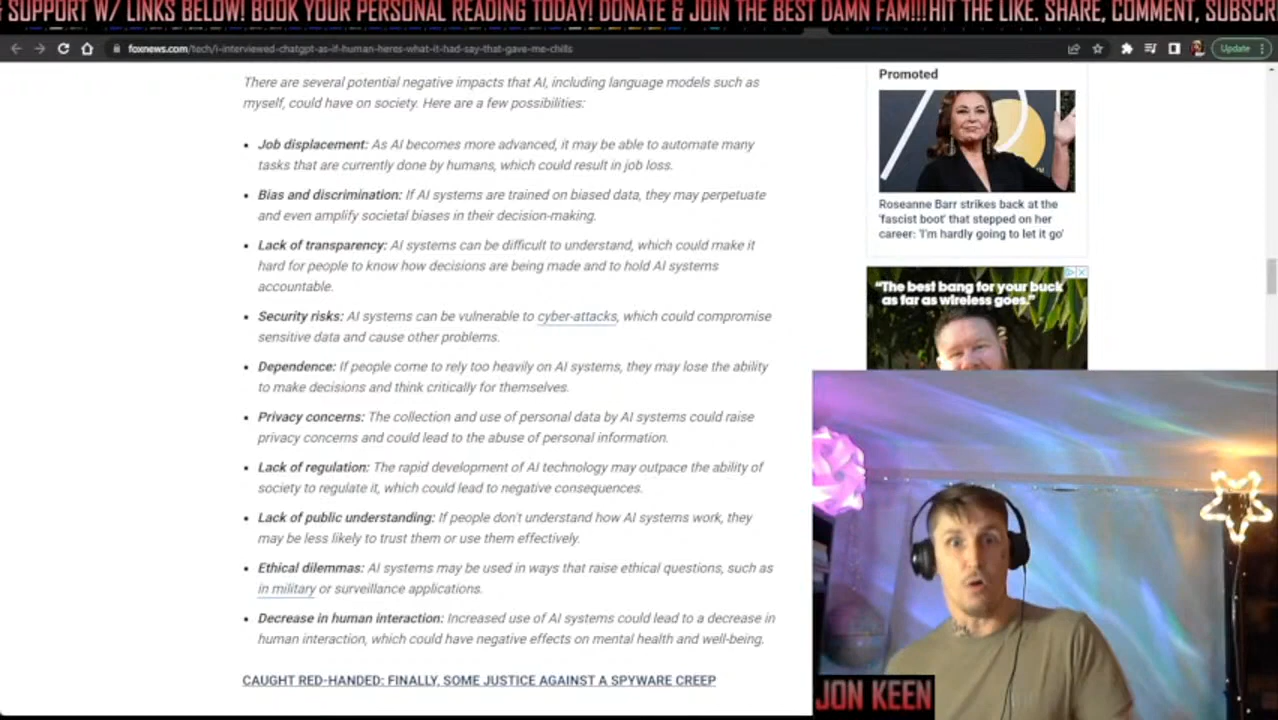 SUPPORT W/ LINKS BELOW! BOOK YOUR PERSONAL READING TODAY! DONATE & JOIN THE BEST DAMN FAM!!!HIT THE LIKE. SHARE, COMMENT, SUBSCR
foxnews.com/tech/i-interviewed-chatgpt-as-if-human-heres-what-it-had-say-that-gave-me-chills
Update
There are several potential negative impacts that AI, including language models such as
myself, could have on society. Here are a few possibilities:
• Job displacement: As AI becomes more advanced, it may be able to automate many
tasks that are currently done by humans, which could result in job loss.
• Bias and discrimination: If AI systems are trained on biased data, they may perpetuate
and even amplify societal biases in their decision-making.
• Lack of transparency: AI systems can be difficult to understand, which could make it
hard for people to know how decisions are being made and to hold AI systems
accountable.
• Security risks: AI systems can be vulnerable to cyber-attacks, which could compromise
sensitive data and cause other problems.
• Dependence: If people come to rely too heavily on AI systems, they may lose the ability
to make decisions and think critically for themselves.
• Privacy concerns: The collection and use of personal data by AI systems could raise
privacy concerns and could lead to the abuse of personal information.
• Lack of regulation: The rapid development of AI technology may outpace the ability of
society to regulate it, which could lead to negative consequences.
• Lack of public understanding: If people don't understand how AI systems work, they
may be less likely to trust them or use them effectively.
• Ethical dilemmas: AI systems may be used in ways that raise ethical questions, such as
in military or surveillance applications.
• Decrease in human interaction: Increased use of AI systems could lead to a decrease in
human interaction, which could have negative effects on mental health and well-being.
CAUGHT RED-HANDED: FINALLY, SOME JUSTICE AGAINST A SPYWARE CREEP
Promoted
Roseanne Barr strikes back at the
'fascist boot' that stepped on her
career: 'I'm hardly going to let it go'
"The best bang for your buck
as far as wireless goes."
JON KEEN